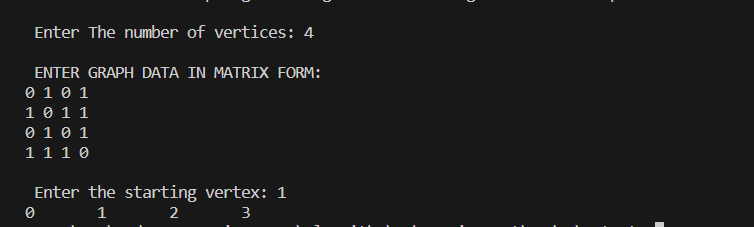 Enter The number of vertices: 4
ENTER GRAPH DATA IN MATRIX FORM:
0 1 0 1
1 0 1 1
0 1 0 1
1 1 1 0
Enter the starting vertex: 1
0 1 2 3